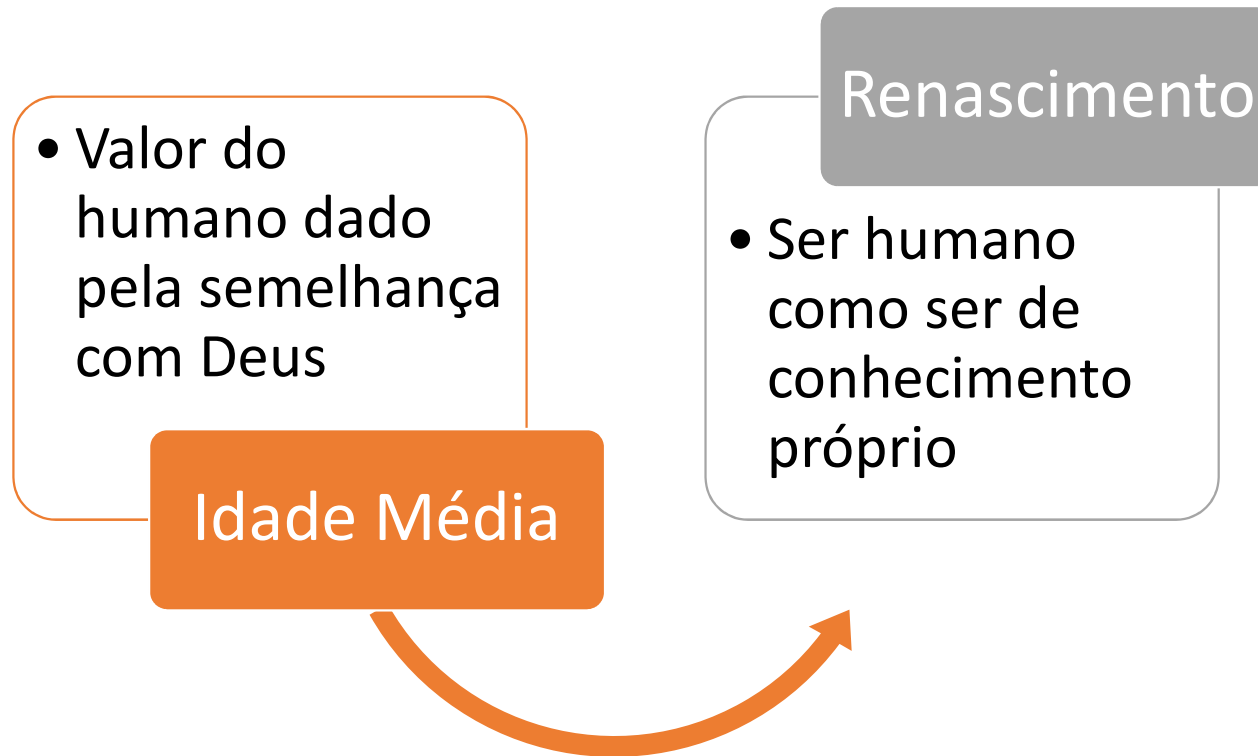 • Valor do
humano dado
pela semelhança
com Deus
Idade Média
Renascimento
• Ser humano
como ser de
conhecimento
próprio